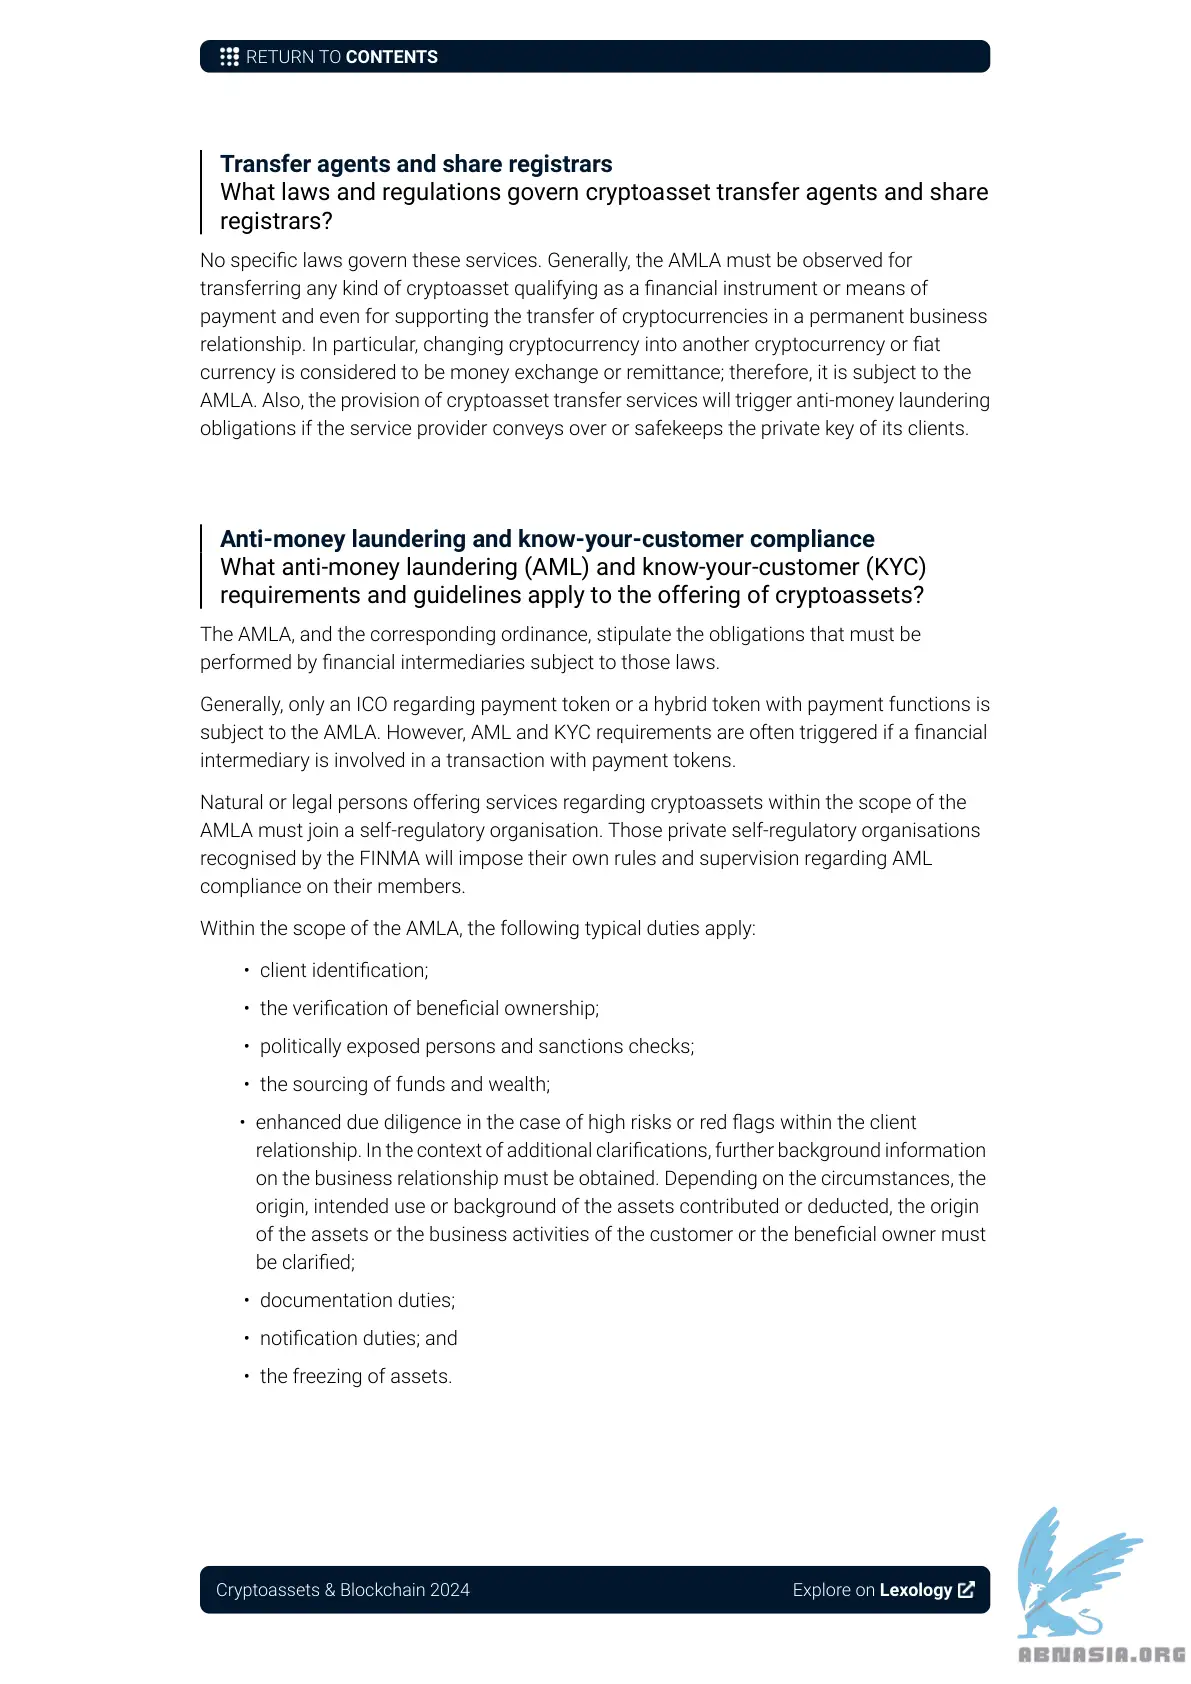 RETURN TO CONTENTS
Transfer agents and share registrars
What laws and regulations govern cryptoasset transfer agents and share
registrars?
No specific laws govern these services. Generally, the AMLA must be observed for
transferring any kind of cryptoasset qualifying as a financial instrument or means of
payment and even for supporting the transfer of cryptocurrencies in a permanent business
relationship. In particular, changing cryptocurrency into another cryptocurrency or fiat
currency is considered to be money exchange or remittance; therefore, it is subject to the
AMLA. Also, the provision of cryptoasset transfer services will trigger anti-money laundering
obligations if the service provider conveys over or safekeeps the private key of its clients.
Anti-money laundering and know-your-customer compliance
What anti-money laundering (AML) and know-your-customer (KYC)
requirements and guidelines apply to the offering of cryptoassets?
The AMLA, and the corresponding ordinance, stipulate the obligations that must be
performed by financial intermediaries subject to those laws.
Generally, only an ICO regarding payment token or a hybrid token with payment functions is
subject to the AMLA. However, AML and KYC requirements are often triggered if a financial
intermediary is involved in a transaction with payment tokens.
Natural or legal persons offering services regarding cryptoassets within the scope of the
AMLA must join a self-regulatory organisation. Those private self-regulatory organisations
recognised by the FINMA will impose their own rules and supervision regarding AML
compliance on their members.
Within the scope of the AMLA, the following typical duties apply:
• client identification;
• the verification of beneficial ownership;
• politically exposed persons and sanctions checks;
• the sourcing of funds and wealth;
• enhanced due diligence in the case of high risks or red flags within the client
relationship. In the context of additional clarifications, further background information
on the business relationship must be obtained. Depending on the circumstances, the
origin, intended use or background of the assets contributed or deducted, the origin
of the assets or the business activities of the customer or the beneficial owner must
be clarified;
• documentation duties;
• notification duties; and
• the freezing of assets.
Cryptoassets & Blockchain 2024
Explore on Lexology
ABNASIA.ORG